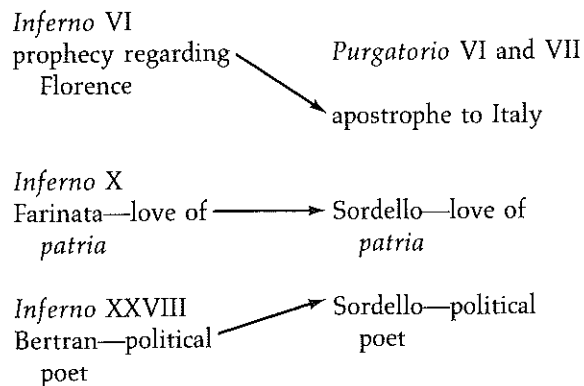 Inferno VI
prophecy regarding
Florence
Purgatorio VI and VII
apostrophe to Italy
Inferno X
Farinata—love of
patria
Sordello—love of
patria
Inferno XXVIII
Bertran—political
poet
Sordello—political
poet